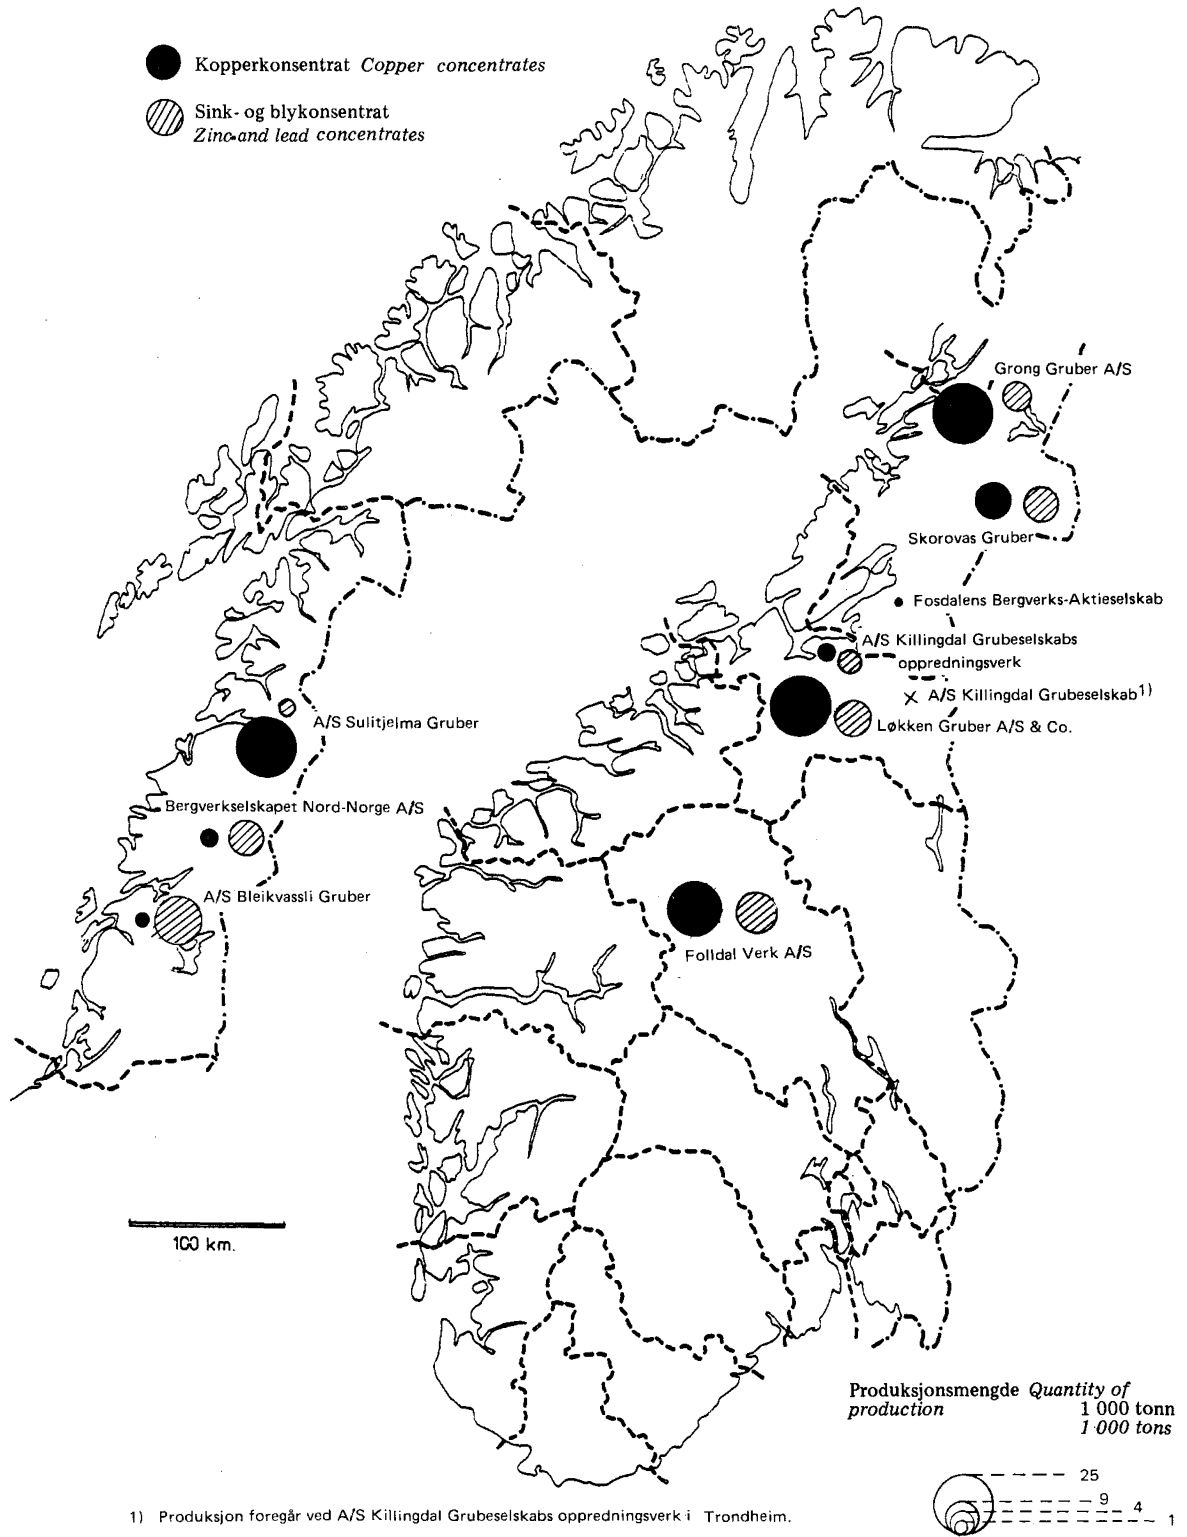 Kopperkonsentrat Copper concentrates
Sink- og blykonsentrat
Zinc and lead concentrates
Grong Gruber A/S
Skorovas Gruber
Fosdalens Bergverks-Aktieselskab
A/S Killingdal Grubeselskabs
oppredningsverk
A/S Killingdal Grubeselskab1)
Løkken Gruber A/S & Co.
A/S Sulitjelma Gruber
Bergverkselskapet Nord-Norge A/S
A/S Bleikvassli Gruber
Folldal Verk A/S
100 km.
Produksjonsmengde Quantity of
production
1 000 tonn
1 000 tons
25
9
4
1
1) Produksjon foregår ved A/S Killingdal Grubeselskabs oppredningsverk i Trondheim.